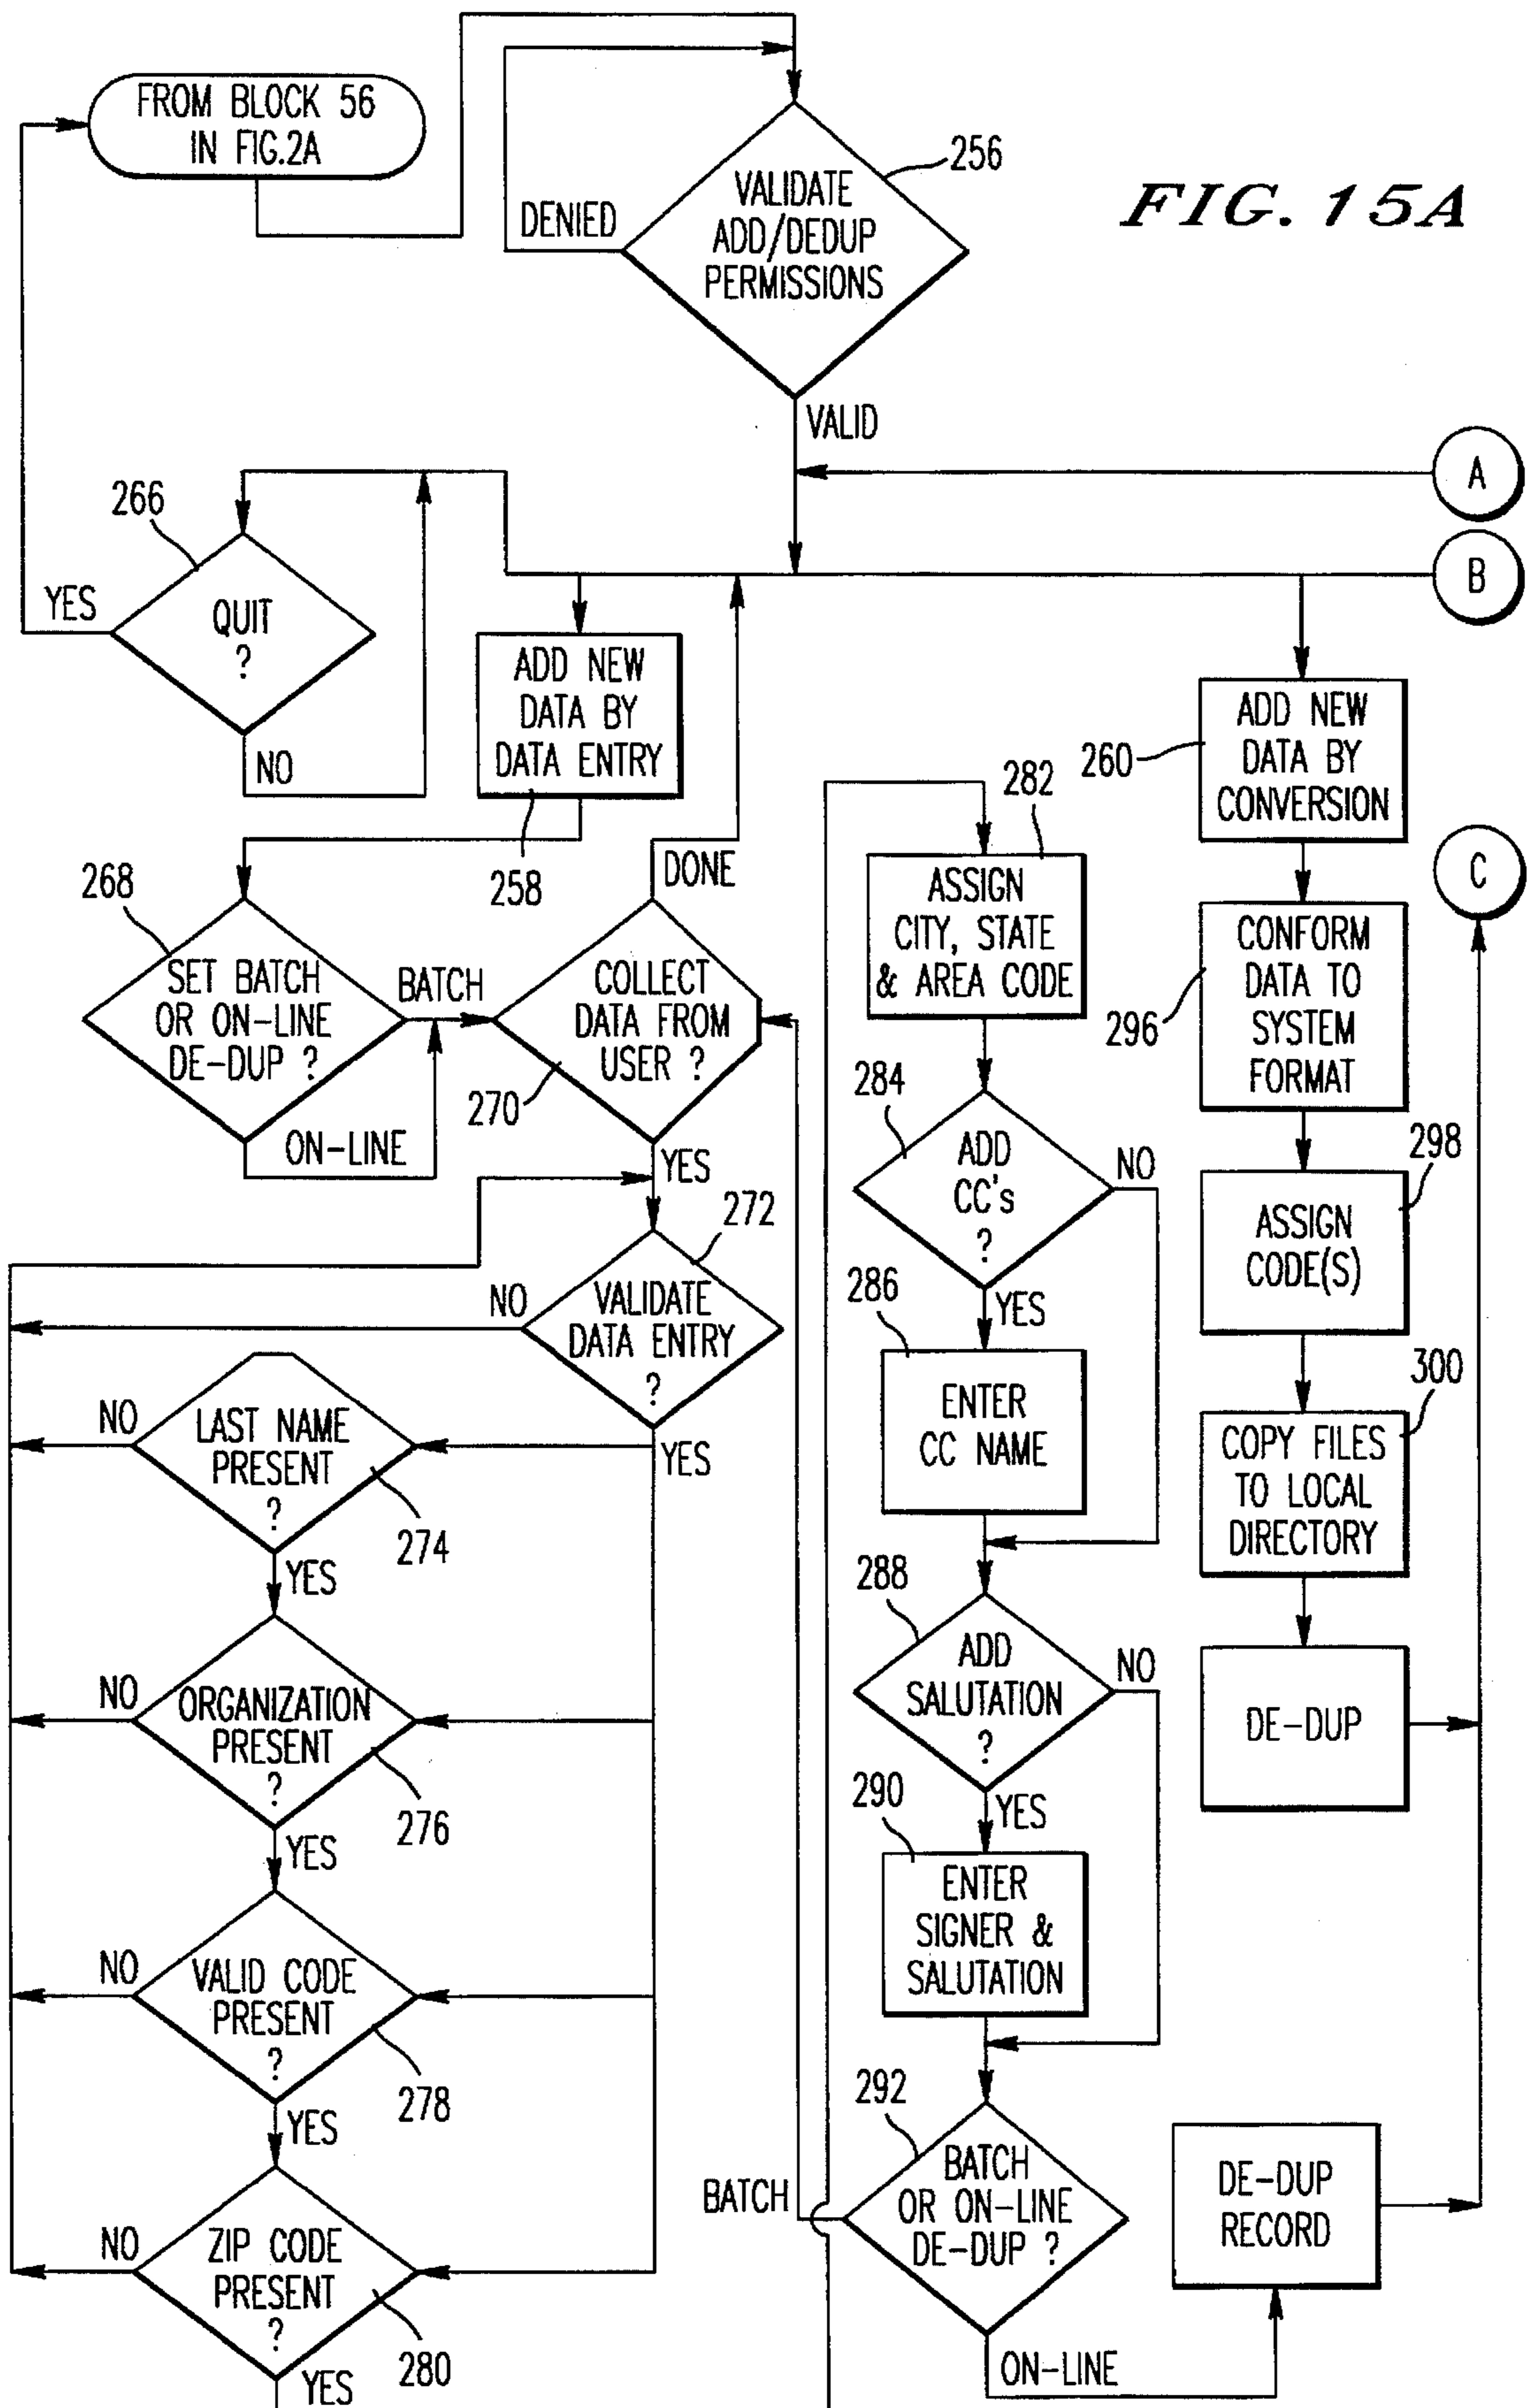 FROM BLOCK 56
IN FIG.2A
FIG. 15A
256
VALIDATE
ADD/DEDUP
PERMISSIONS
DENIED
VALID
A
B
266
QUIT
?
YES
NO
ADD NEW
DATA BY
DATA ENTRY
258
ADD NEW
DATA BY
CONVERSION
260
C
268
SET BATCH
OR ON-LINE
DE-DUP ?
BATCH
ON-LINE
COLLECT
DATA FROM
USER ?
270
DONE
YES
272
VALIDATE
DATA ENTRY
?
NO
YES
LAST NAME
PRESENT
?
274
NO
YES
ORGANIZATION
PRESENT
?
276
NO
YES
VALID CODE
PRESENT
?
278
NO
YES
ZIP CODE
PRESENT
?
280
NO
YES
282
ASSIGN
CITY, STATE
& AREA CODE
284
ADD
CC's
?
NO
YES
286
ENTER
CC NAME
288
ADD
SALUTATION
?
NO
YES
290
ENTER
SIGNER &
SALUTATION
292
BATCH
OR ON-LINE
DE-DUP ?
BATCH
ON-LINE
CONFORM
DATA TO
SYSTEM
FORMAT
296
298
ASSIGN
CODE(S)
300
COPY FILES
TO LOCAL
DIRECTORY
DE-DUP
DE-DUP
RECORD